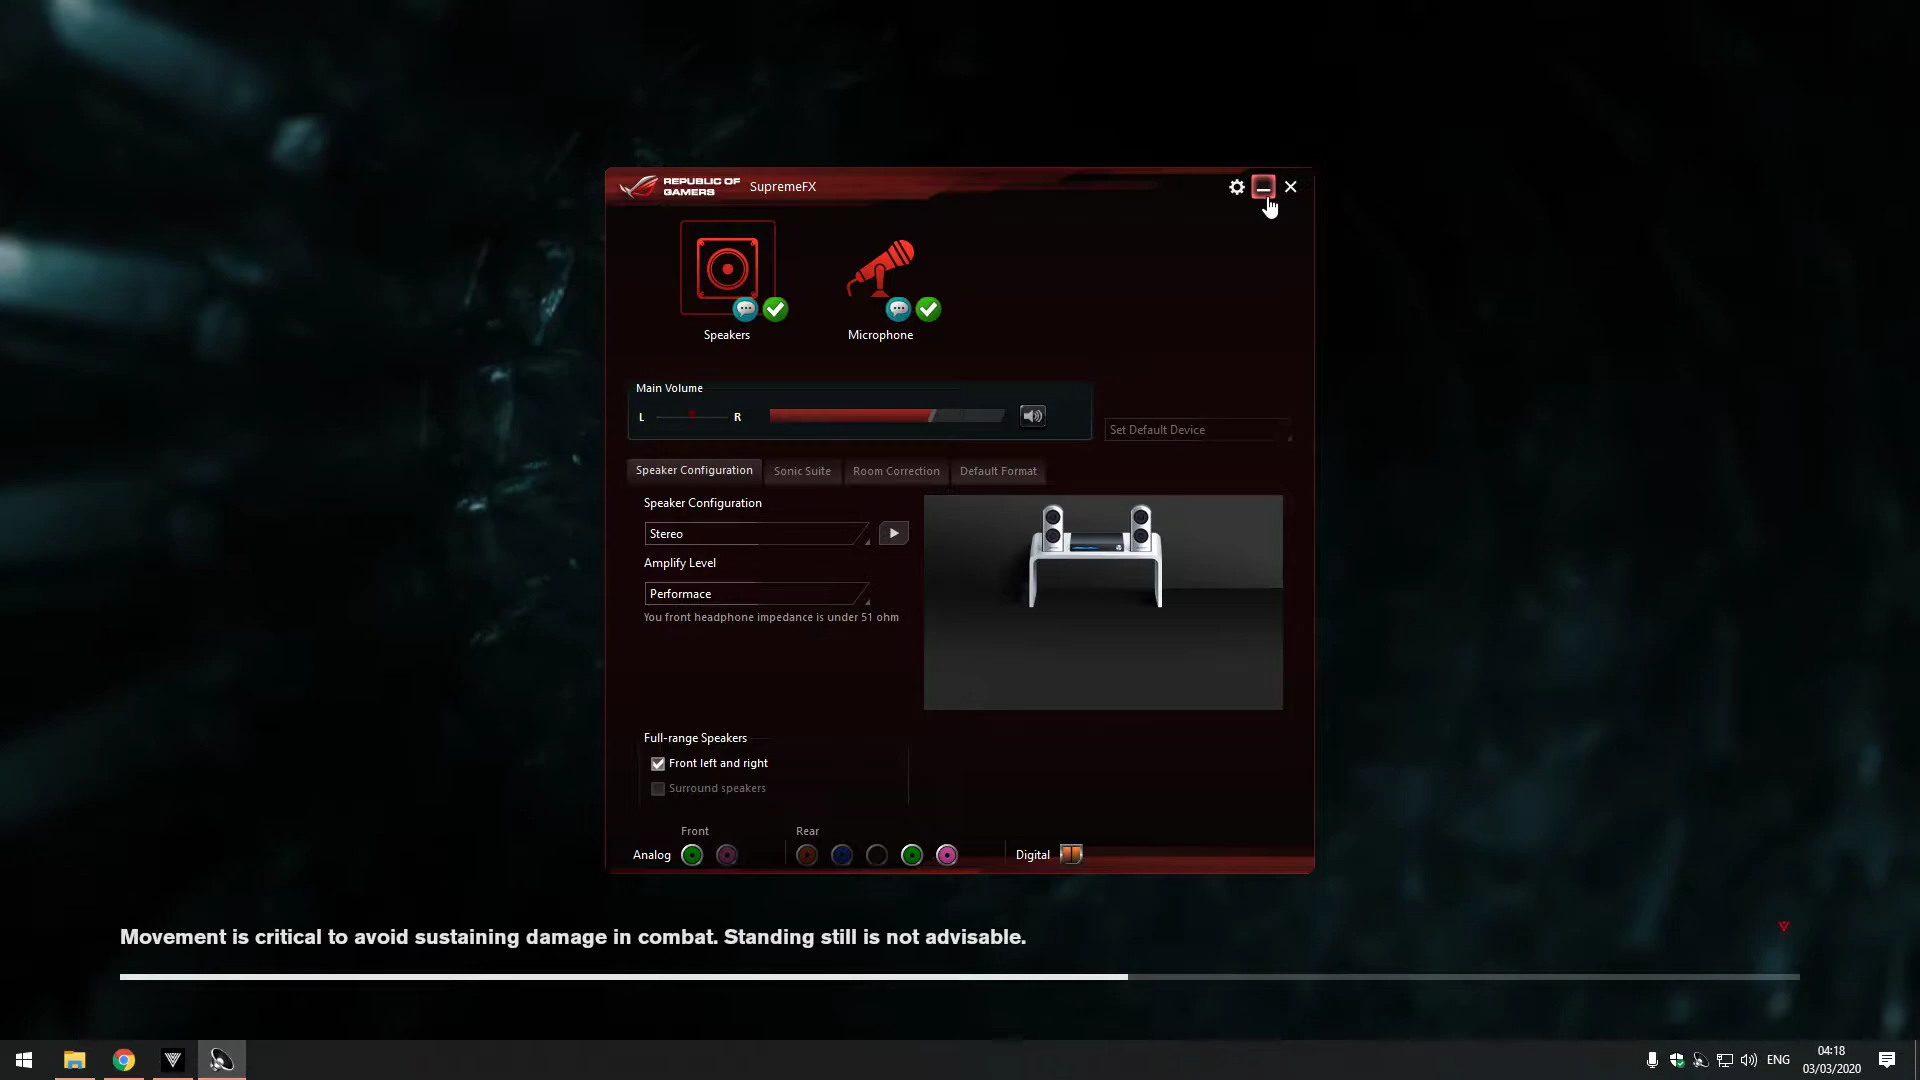 REPUBLIC OF
GAMERS
SupremeFX
Speakers
Microphone
Main Volume
L
R
Set Default Device
Speaker Configuration
Sonic Suite
Room Correction
Default Format
Speaker Configuration
Stereo
Amplify Level
Performace
You front headphone impedance is under 51 ohm
Full-range Speakers
Front left and right
Surround speakers
Front
Rear
Analog
Digital
Movement is critical to avoid sustaining damage in combat. Standing still is not advisable.
ENG
04:18
03/03/2020